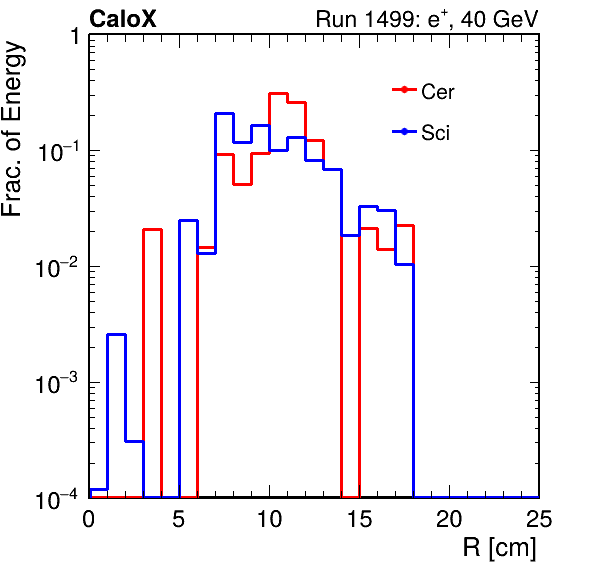 CaloX Run 1499: e⁺, 40 GeV
Frac. of Energy
1
10⁻¹
10⁻²
10⁻³
10⁻⁴
Cer
Sci
0 5 10 15 20 25
R [cm]